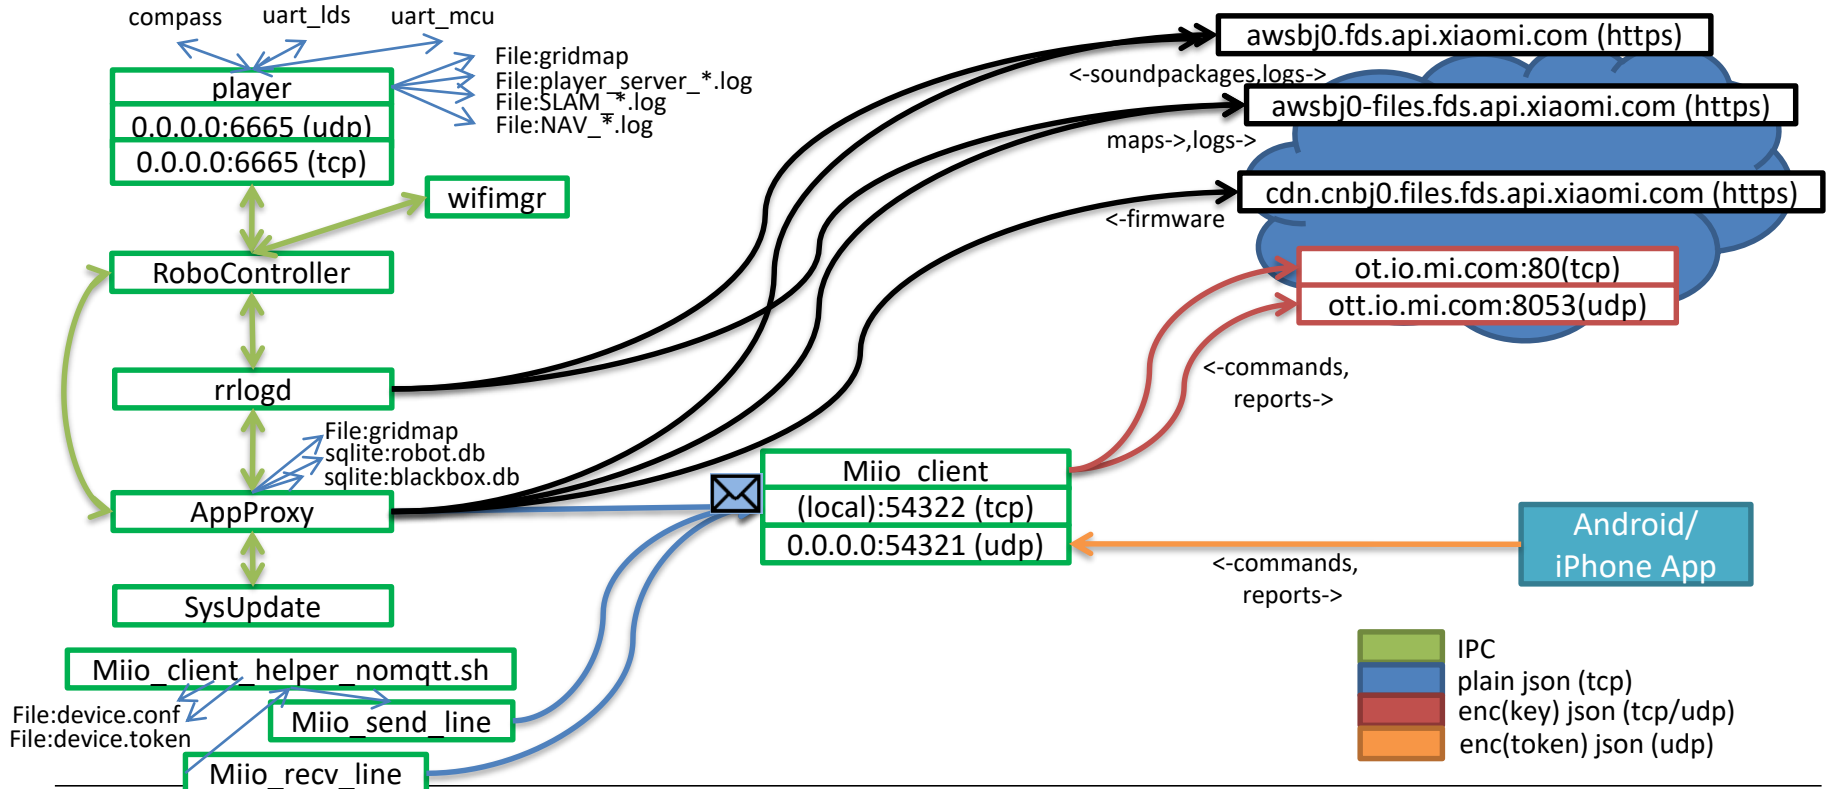 compass
uart_lds
uart_mcu
File:gridmap
File:player_server_*.log
File:SLAM_*.log
File:NAV_*.log
player
0.0.0.0:6665 (udp)
0.0.0.0:6665 (tcp)
wifimgr
RoboController
rrlogd
File:gridmap
sqlite:robot.db
sqlite:blackbox.db
AppProxy
SysUpdate
Miio_client_helper_nomqtt.sh
File:device.conf
File:device.token
Miio_send_line
Miio_recv_line
Miio_client
(local):54322 (tcp)
0.0.0.0:54321 (udp)
awsbj0.fds.api.xiaomi.com (https)
<-soundpackages,logs->
awsbj0-files.fds.api.xiaomi.com (https)
maps->,logs->
cdn.cnbj0.files.fds.api.xiaomi.com (https)
<-firmware
ot.io.mi.com:80(tcp)
ott.io.mi.com:8053(udp)
<-commands,
reports->
Android/
iPhone App
<-commands,
reports->
IPC
plain json (tcp)
enc(key) json (tcp/udp)
enc(token) json (udp)